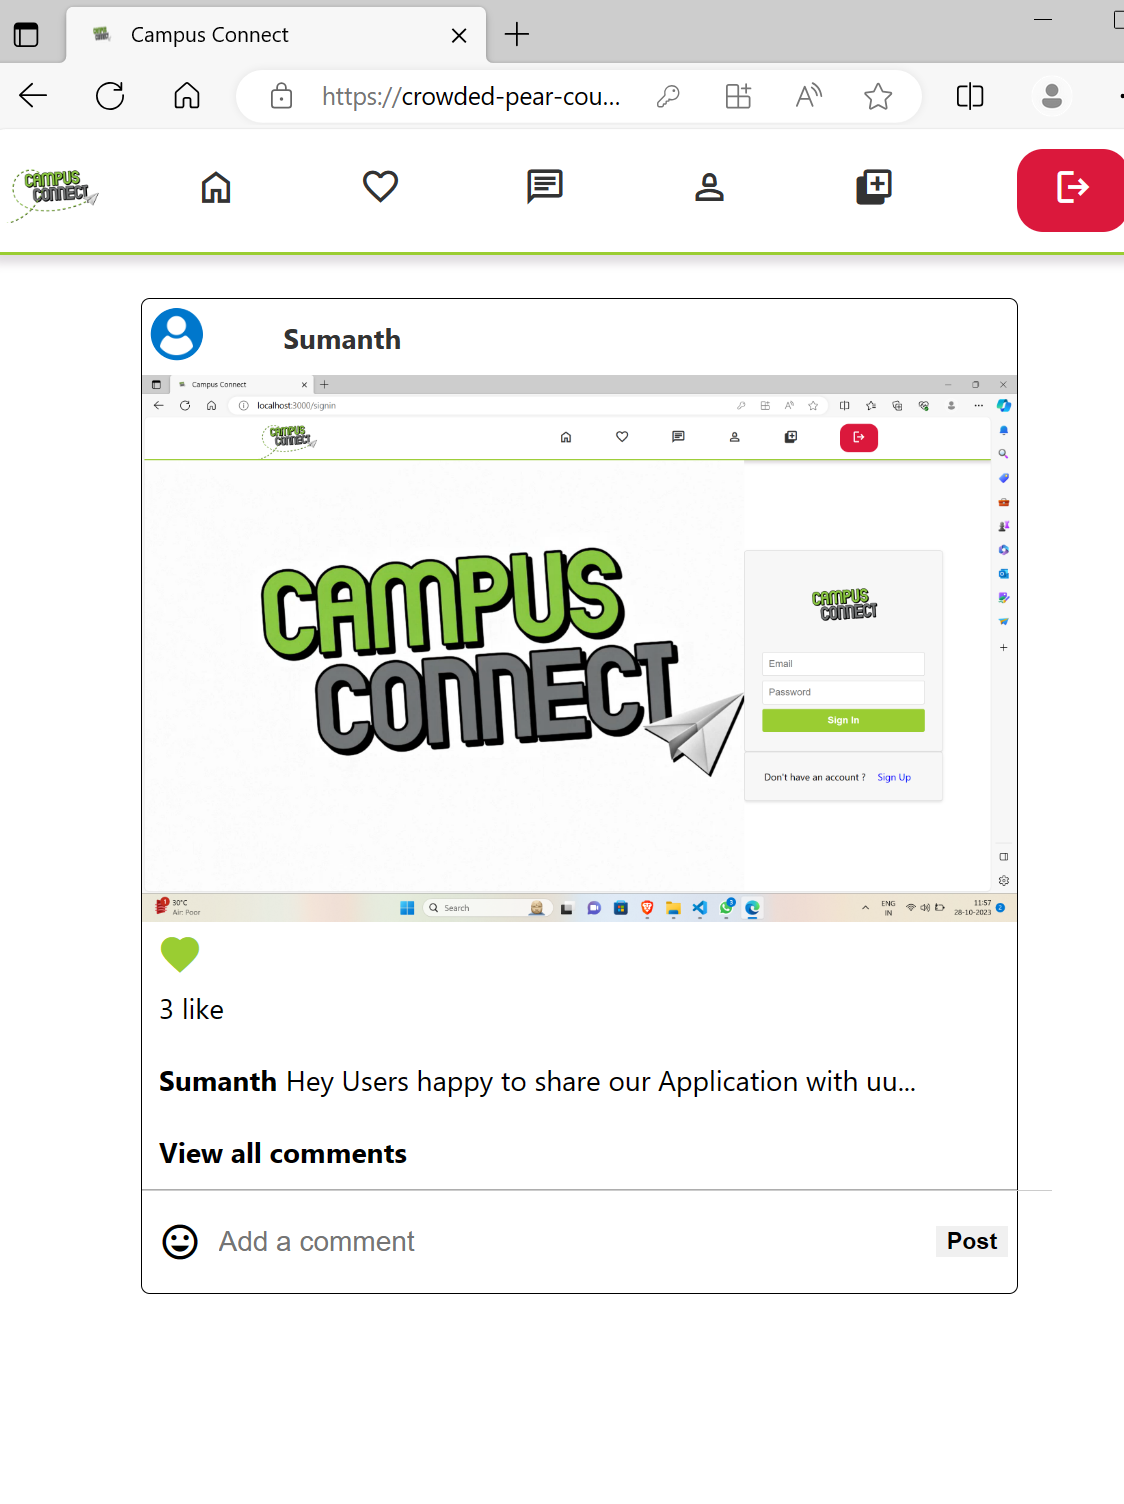 Campus Connect
https://crowded-pear-cou...
CAMPUS
CONNECT
Sumanth
Campus Connect
localhost:3000/signin
CAMPUS
CONNECT
CAMPUS
CONNECT
CAMPUS
CONNECT
Email
Password
Sign In
Don't have an account ? Sign Up
30°C
Air: Poor
Search
ENG
IN
11:57
28-10-2023
3 like
Sumanth Hey Users happy to share our Application with uu...
View all comments
Add a comment
Post